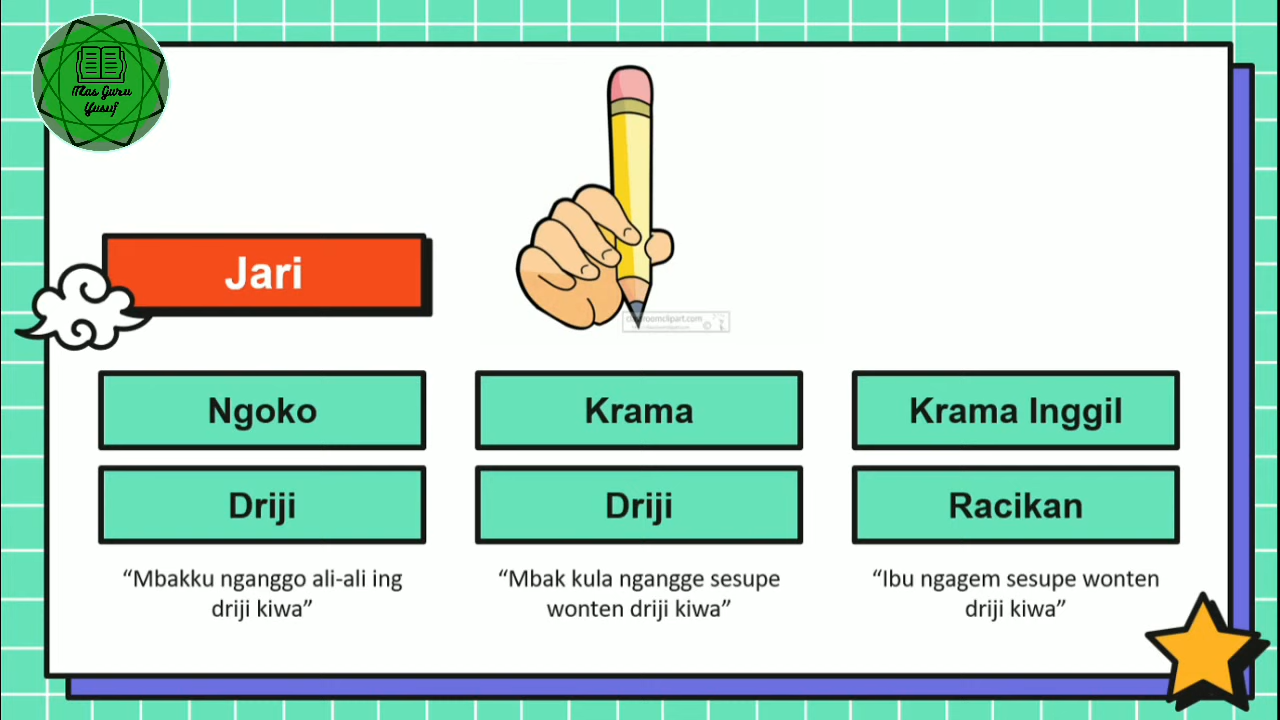 Mas Guru
Yusuf
Jari
Ngoko
Krama
Krama Inggil
Driji
Driji
Racikan
“Mbakku nganggo ali-ali ing
driji kiwa”
“Mbak kula ngangge sesupe
wonten driji kiwa”
“Ibu ngagem sesupe wonten
driji kiwa”